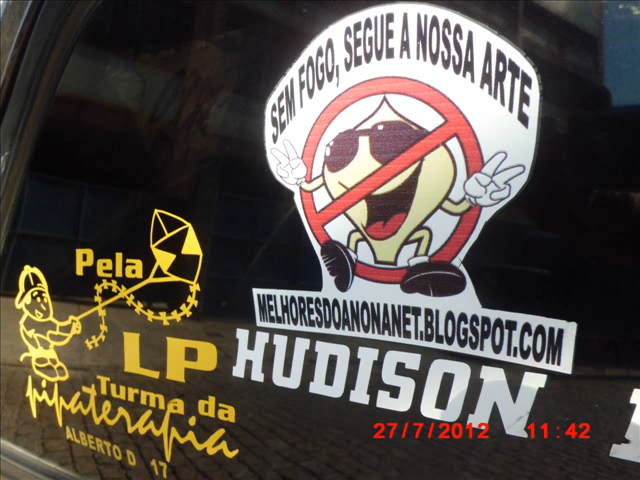 SEM FOGO, SEGUE A NOSSA ARTE
MELHORESDOANONANET.BLOGSPOT.COM
HUDISON
Pela
LP
Turma da
pipaterapia
ALBERTO D 17
27/7/2012 11:42